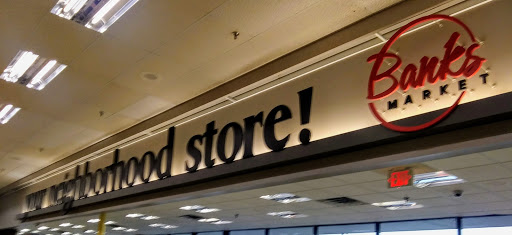 your neighborhood store!
Banks
MARKET
EXIT